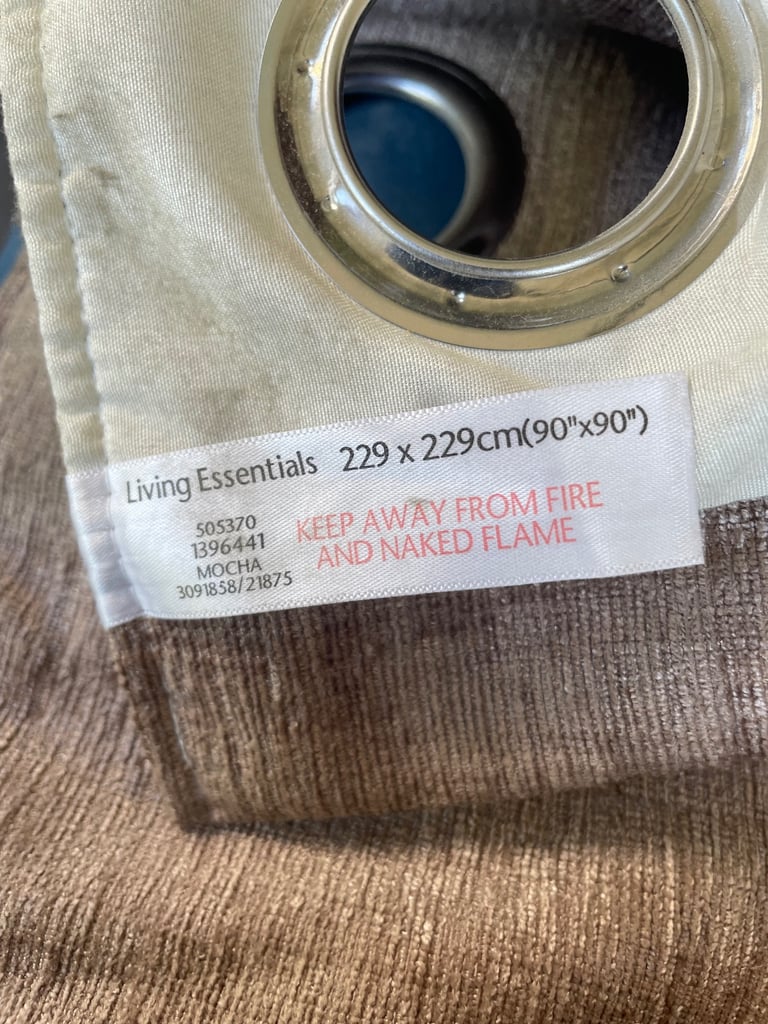 Living Essentials 229 x 229cm(90"x90")
505370
1396441
MOCHA
3091858/21875
KEEP AWAY FROM FIRE
AND NAKED FLAME